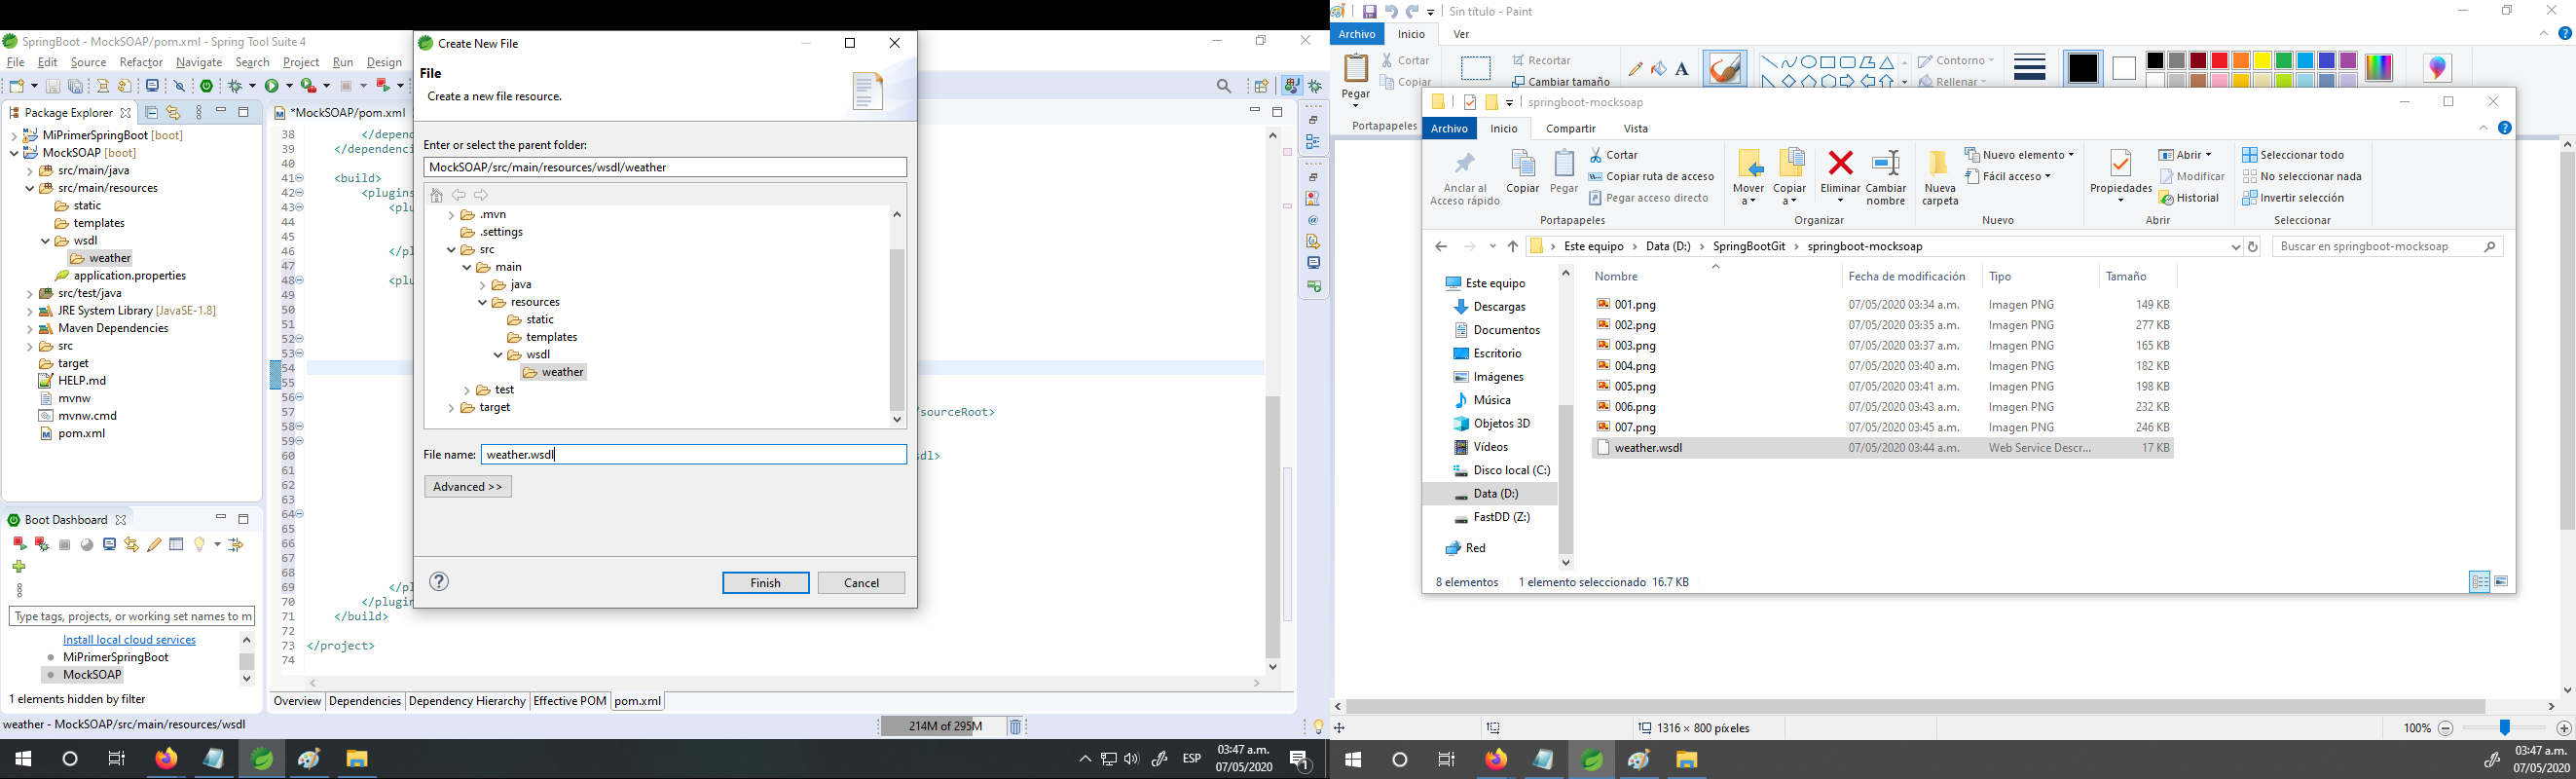 SpringBoot - MockSOAP/pom.xml - Spring Tool Suite 4
File Edit Source Refactor Navigate Search Project Run Design
Package Explorer
MiPrimerSpringBoot [boot]
MockSOAP [boot]
src/main/java
src/main/resources
static
templates
wsdl
weather
application.properties
src/test/java
JRE System Library [JavaSE-1.8]
Maven Dependencies
src
target
HELP.md
mvnw
mvnw.cmd
pom.xml
Boot Dashboard
Type tags, projects, or working set names to m
Install local cloud services
MiPrimerSpringBoot
MockSOAP
1 elements hidden by filter
weather - MockSOAP/src/main/resources/wsdl
*MockSOAP/pom.xml
38 </depend
39 </dependenci
40
41 <build>
42 <plugins
43 <plu
44
45
46 </pl
47
48 <plu
49
50
51
52
53
54
55
56
57 /sourceRoot>
58
59
60 dl>
61
62
63
64
65
66
67
68
69 </pl
70 </plugin
71 </build>
72
73 </project>
74
Overview Dependencies Dependency Hierarchy Effective POM pom.xml
214M of 295M
Create New File
File
Create a new file resource.
Enter or select the parent folder:
MockSOAP/src/main/resources/wsdl/weather
.mvn
.settings
src
main
java
resources
static
templates
wsdl
weather
test
target
File name: weather.wsdl
Advanced >>
Finish Cancel
ESP
03:47 a.m.
07/05/2020
1
Sin título - Paint
Archivo Inicio Ver
Pegar
Cortar
Copiar
Portapapeles
Recortar
Cambiar tamaño
A
Contorno
Rellenar
springboot-mocksoap
Archivo Inicio Compartir Vista
Anclar al
Acceso rápido
Copiar
Pegar
Cortar
Copiar ruta de acceso
Pegar acceso directo
Portapapeles
Mover
a
Copiar
a
Eliminar
Cambiar
nombre
Organizar
Nueva
carpeta
Nuevo elemento
Fácil acceso
Nuevo
Propiedades
Abrir
Modificar
Historial
Abrir
Seleccionar todo
No seleccionar nada
Invertir selección
Seleccionar
Este equipo > Data (D:) > SpringBootGit > springboot-mocksoap
Buscar en springboot-mocksoap
Este equipo
Descargas
Documentos
Escritorio
Imágenes
Música
Objetos 3D
Vídeos
Disco local (C:)
Data (D:)
FastDD (Z:)
Red
Nombre Fecha de modificación Tipo Tamaño
001.png 07/05/2020 03:34 a.m. Imagen PNG 149 KB
002.png 07/05/2020 03:35 a.m. Imagen PNG 277 KB
003.png 07/05/2020 03:37 a.m. Imagen PNG 165 KB
004.png 07/05/2020 03:40 a.m. Imagen PNG 182 KB
005.png 07/05/2020 03:41 a.m. Imagen PNG 198 KB
006.png 07/05/2020 03:43 a.m. Imagen PNG 232 KB
007.png 07/05/2020 03:45 a.m. Imagen PNG 246 KB
weather.wsdl 07/05/2020 03:44 a.m. Web Service Descr... 17 KB
8 elementos 1 elemento seleccionado 16.7 KB
1316 × 800 píxeles
100%
03:47 a.m.
07/05/2020